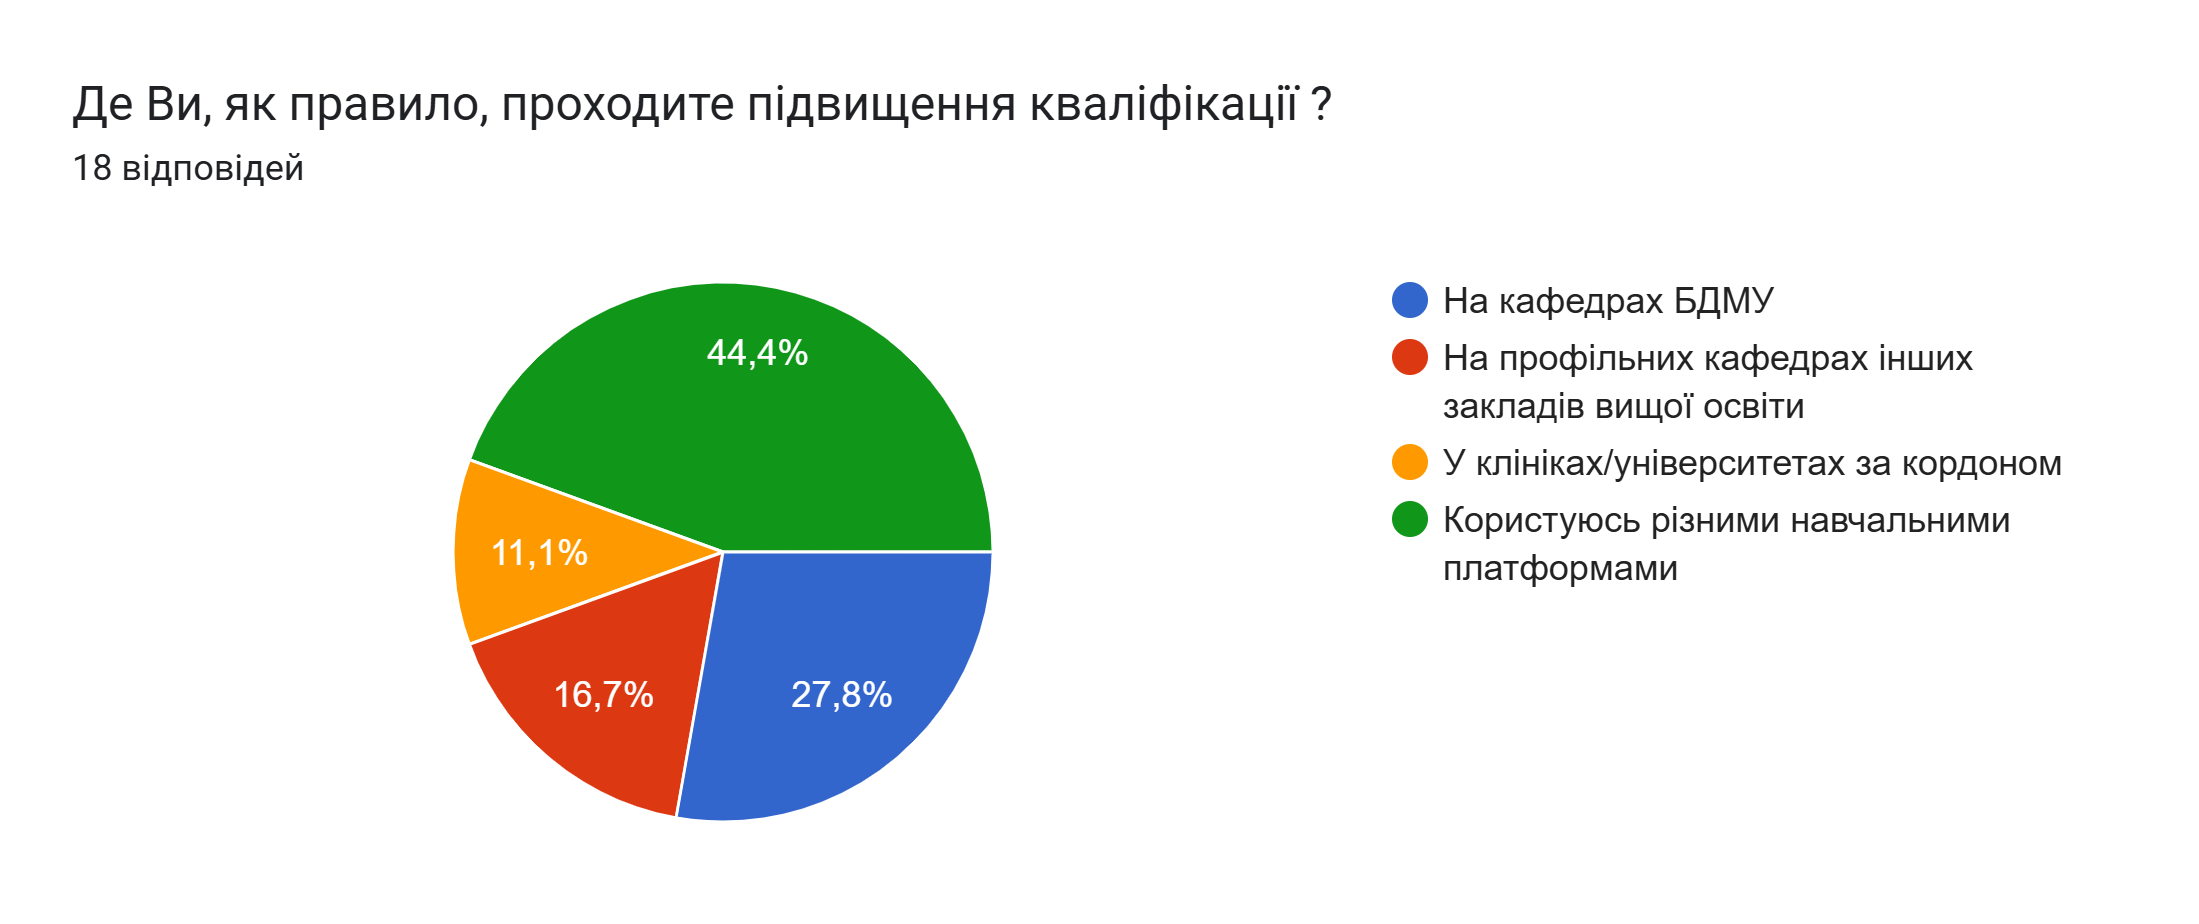 Де Ви, як правило, проходите підвищення кваліфікації ?
18 відповідей
44,4%
11,1%
16,7%
27,8%
На кафедрах БДМУ
На профільних кафедрах інших
закладів вищої освіти
У клініках/університетах за кордоном
Користуюсь різними навчальними
платформами